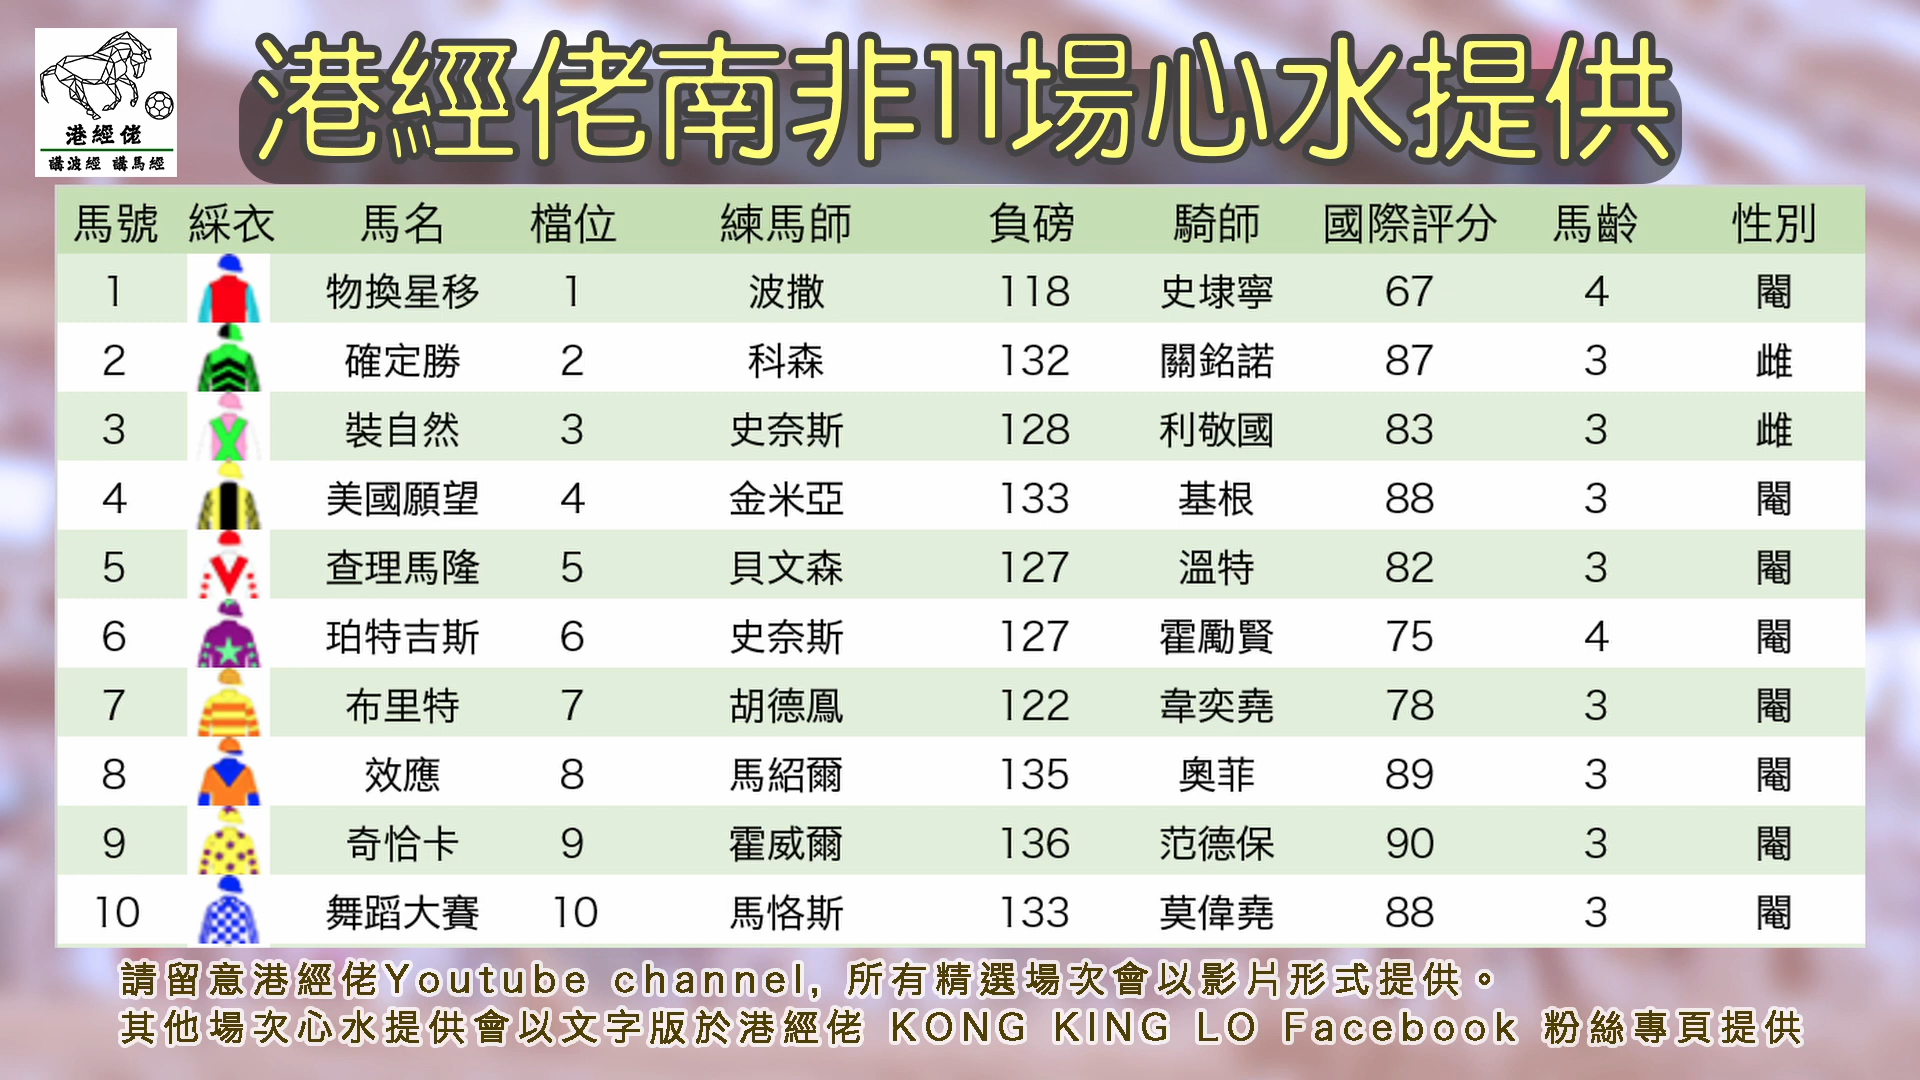 港經佬
講波經 講馬經
港經佬南非11場心水提供
馬號 綵衣 馬名 檔位 練馬師 負磅 騎師 國際評分 馬齡 性別
1 物換星移 1 波撒 118 史埭寧 67 4 閹
2 確定勝 2 科森 132 關銘諾 87 3 雌
3 裝自然 3 史奈斯 128 利敬國 83 3 雌
4 美國願望 4 金米亞 133 基根 88 3 閹
5 查理馬隆 5 貝文森 127 溫特 82 3 閹
6 珀特吉斯 6 史奈斯 127 霍勵賢 75 4 閹
7 布里特 7 胡德鳳 122 韋奕堯 78 3 閹
8 效應 8 馬紹爾 135 奧菲 89 3 閹
9 奇恰卡 9 霍威爾 136 范德保 90 3 閹
10 舞蹈大賽 10 馬恪斯 133 莫偉堯 88 3 閹
請留意港經佬Youtube channel, 所有精選場次會以影片形式提供。
其他場次心水提供會以文字版於港經佬 KONG KING LO Facebook 粉絲專頁提供